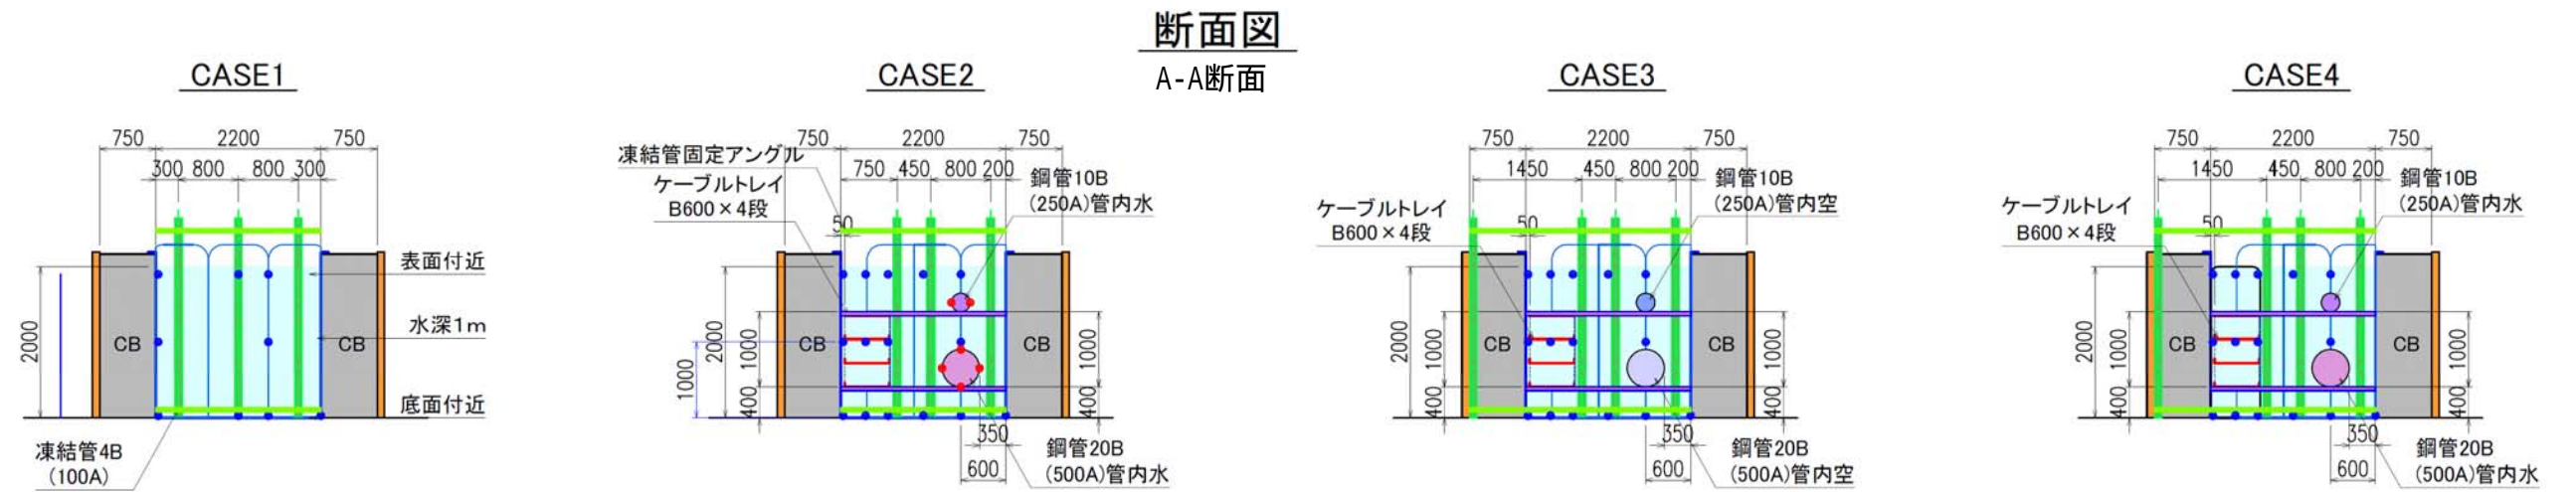 断面図
A-A断面
CASE1
750 2200 750
300 800 800 300
表面付近
水深1m
底面付近
CB
CB
2000
凍結管4B
(100A)
CASE2
750 2200 750
凍結管固定アングル
750 450 800 200
ケーブルトレイ
B600×4段
鋼管10B
(250A)管内水
50
CB
CB
2000
1000
1000
400
1000
400
350
600
鋼管20B
(500A)管内水
CASE3
750 2200 750
1450 450 800 200
鋼管10B
(250A)管内空
ケーブルトレイ
B600×4段
50
CB
CB
2000
1000
400
1000
400
350
600
鋼管20B
(500A)管内空
CASE4
750 2200 750
1450 450 800 200
鋼管10B
(250A)管内水
ケーブルトレイ
B600×4段
50
CB
CB
2000
1000
400
1000
400
350
600
鋼管20B
(500A)管内水